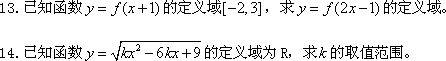 13. 已知函数 y = f(x+1) 的定义域[-2,3]，求 y = f(2x-1) 的定义域。
14. 已知函数 y = √(kx²-6kx+9) 的定义域为 R，求 k 的取值范围。